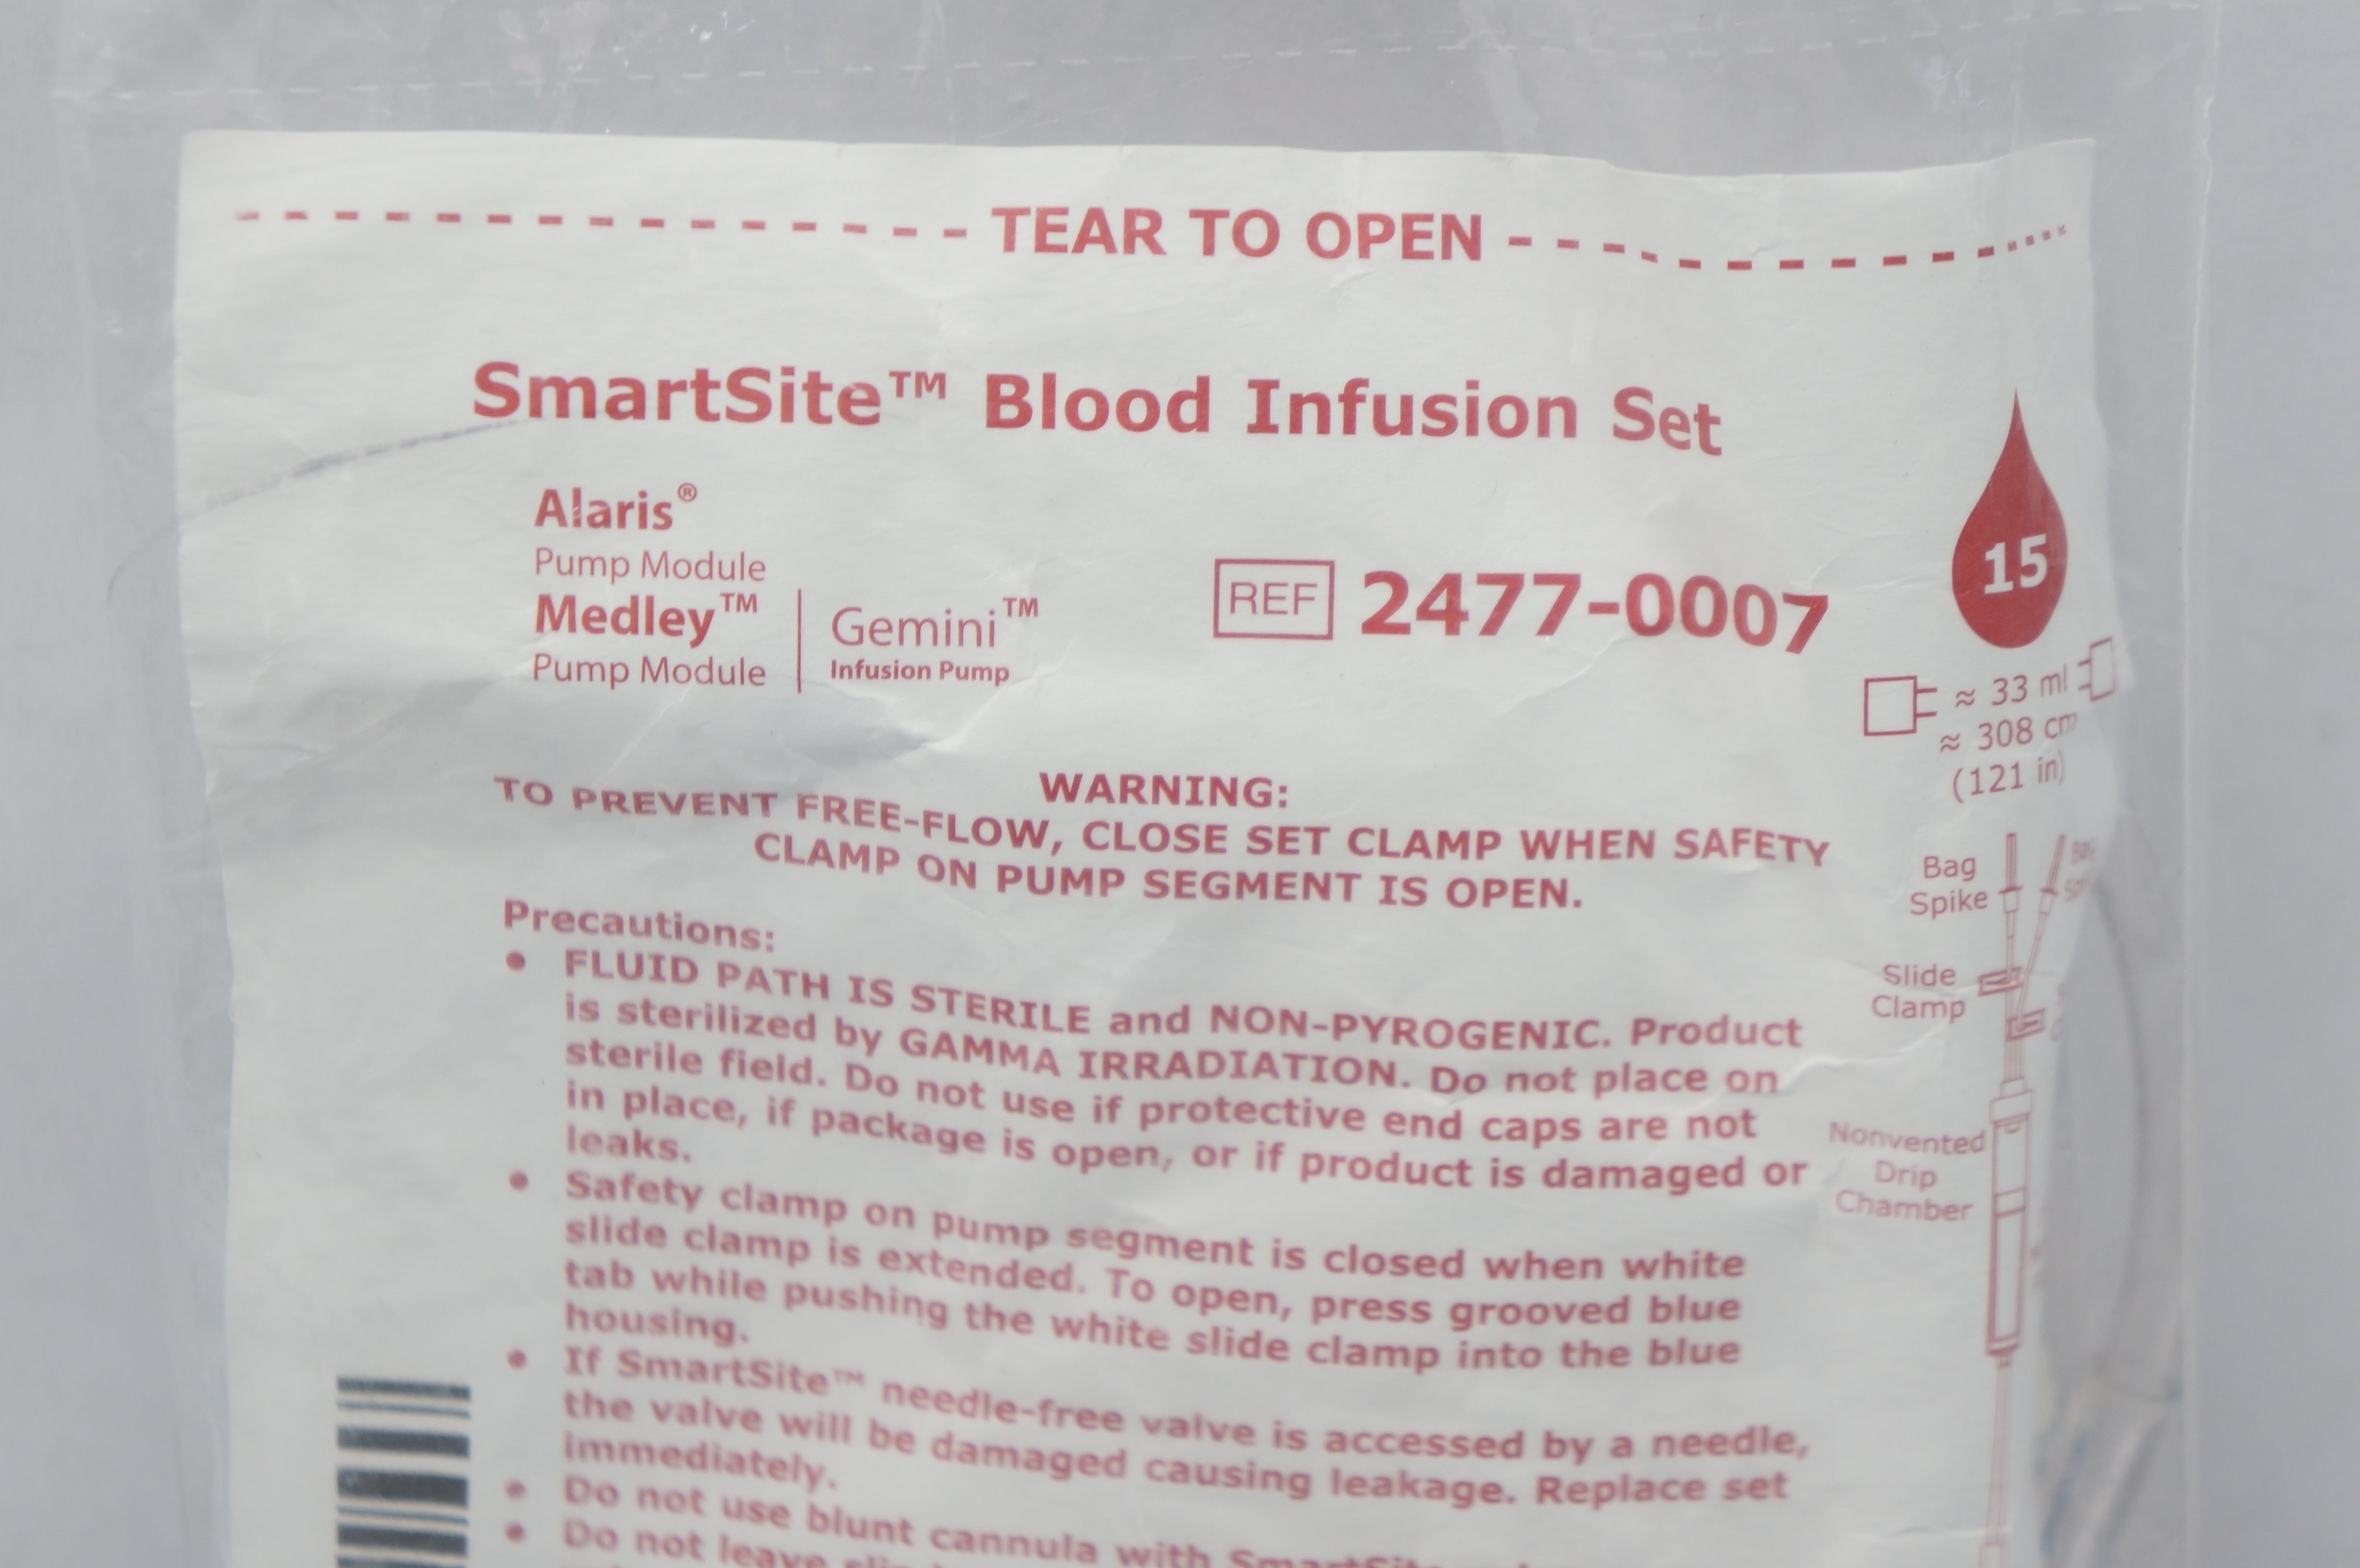 TEAR TO OPEN
SmartSite™ Blood Infusion Set
Alaris®
Pump Module
Medley™
Pump Module
Gemini™
Infusion Pump
REF 2477-0007
15
≈ 33 ml
≈ 308 cm
(121 in)
WARNING:
TO PREVENT FREE-FLOW, CLOSE SET CLAMP WHEN SAFETY
CLAMP ON PUMP SEGMENT IS OPEN.
Precautions:
• FLUID PATH IS STERILE and NON-PYROGENIC. Product
is sterilized by GAMMA IRRADIATION. Do not place on
sterile field. Do not use if protective end caps are not
in place, if package is open, or if product is damaged or
leaks.
• Safety clamp on pump segment is closed when white
slide clamp is extended. To open, press grooved blue
tab while pushing the white slide clamp into the blue
housing.
• If SmartSite™ needle-free valve is accessed by a needle,
the valve will be damaged causing leakage. Replace set
immediately.
• Do not use blunt cannula with SmartSite
• Do not leave
Bag
Spike
Slide
Clamp
Nonvented
Drip
Chamber